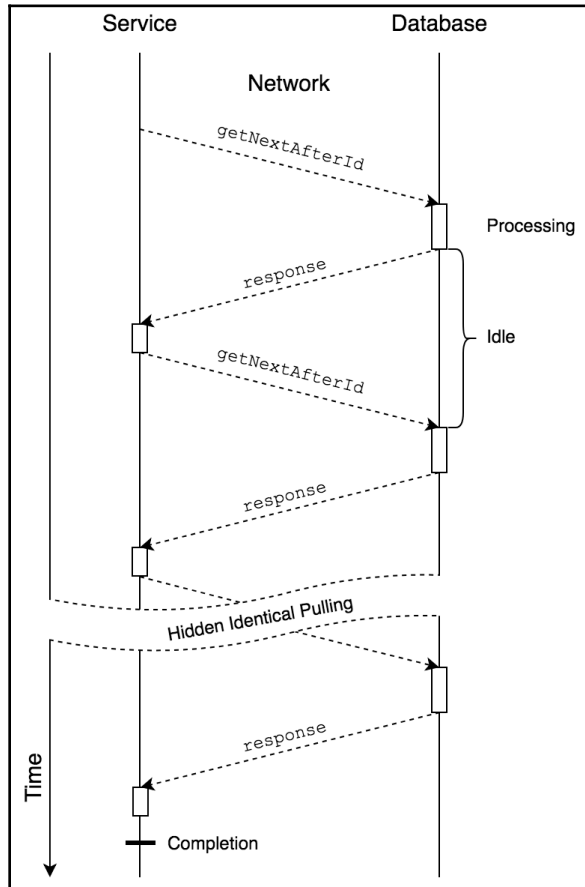 Service
Database
Network
getNextAfterId
Processing
response
Idle
getNextAfterId
response
Hidden Identical Pulling
response
Time
Completion